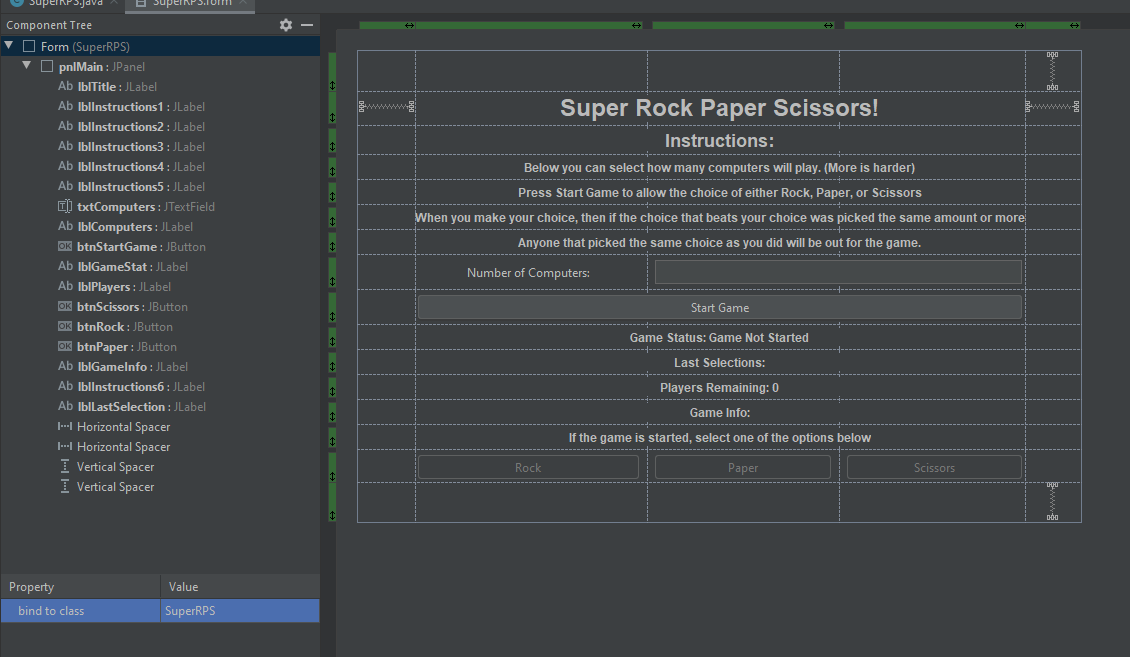 SuperRPS.java
SuperRPS.form
Component Tree
Form (SuperRPS)
pnlMain : JPanel
Ab lblTitle : JLabel
Ab lblInstructions1 : JLabel
Ab lblInstructions2 : JLabel
Ab lblInstructions3 : JLabel
Ab lblInstructions4 : JLabel
Ab lblInstructions5 : JLabel
txtComputers : JTextField
Ab lblComputers : JLabel
OK btnStartGame : JButton
Ab lblGameStat : JLabel
Ab lblPlayers : JLabel
OK btnScissors : JButton
OK btnRock : JButton
OK btnPaper : JButton
Ab lblGameInfo : JLabel
Ab lblInstructions6 : JLabel
Ab lblLastSelection : JLabel
Horizontal Spacer
Horizontal Spacer
Vertical Spacer
Vertical Spacer
Property Value
bind to class SuperRPS
Super Rock Paper Scissors!
Instructions:
Below you can select how many computers will play. (More is harder)
Press Start Game to allow the choice of either Rock, Paper, or Scissors
When you make your choice, then if the choice that beats your choice was picked the same amount or more
Anyone that picked the same choice as you did will be out for the game.
Number of Computers:
Start Game
Game Status: Game Not Started
Last Selections:
Players Remaining: 0
Game Info:
If the game is started, select one of the options below
Rock Paper Scissors